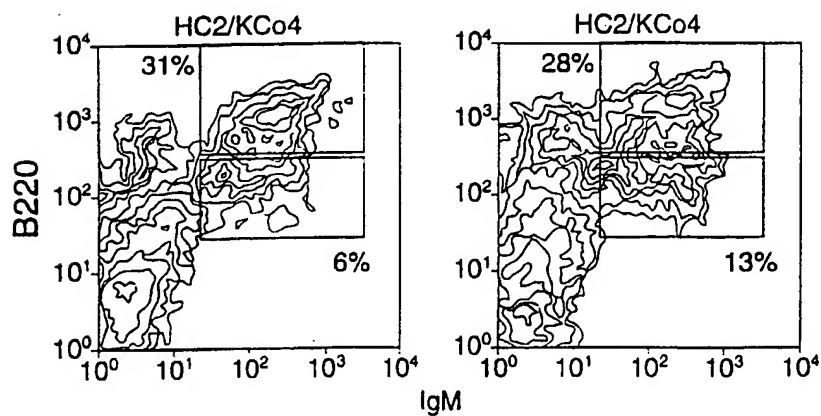 HC2/KCo4 HC2/KCo4
10⁴ 31% 10⁴ 28%
10³ 10³
B220
10² 10²
10¹ 6% 10¹ 13%
10⁰ 10⁰
10⁰ 10¹ 10² 10³ 10⁴ 10⁰ 10¹ 10² 10³ 10⁴
IgM